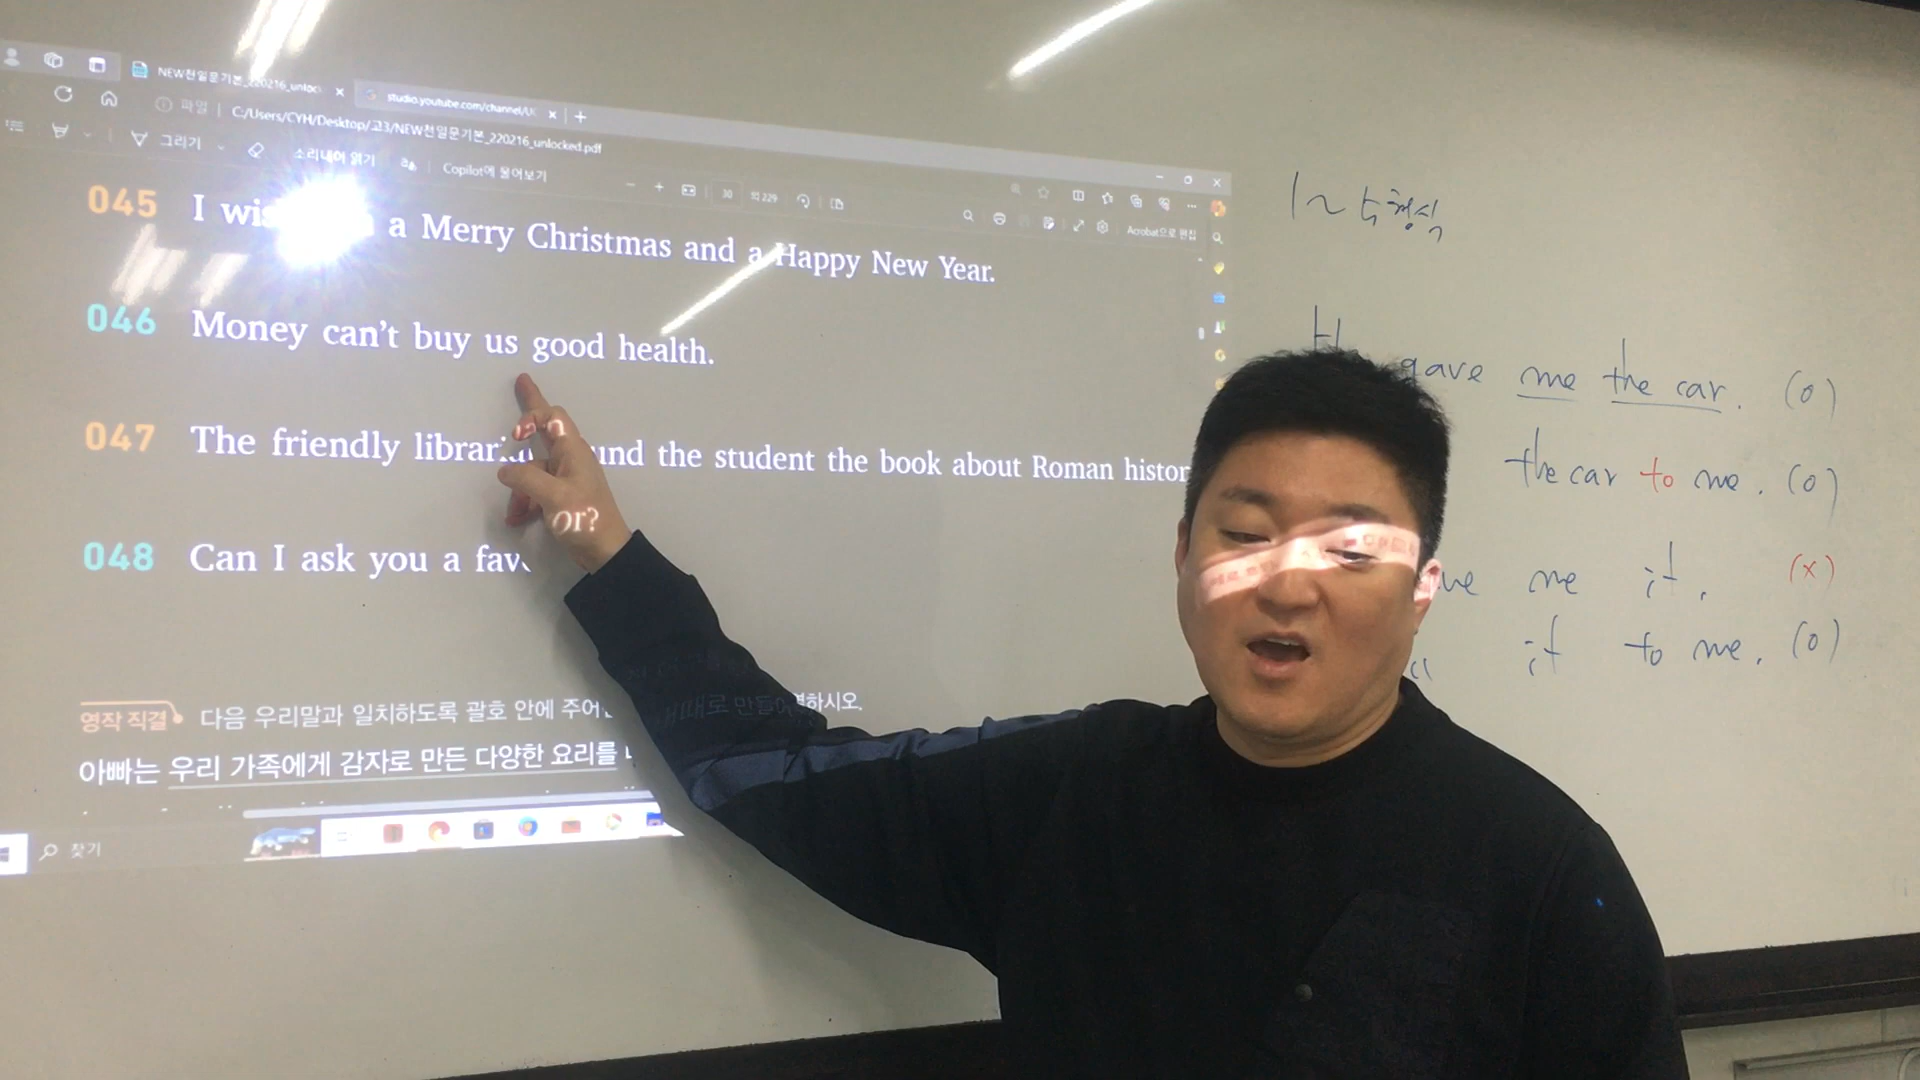 NEW천일문기본_220216_unlock
studio.youtube.com/channel/U
파일 C:/Users/CYH/Desktop/고3/NEW천일문기본_220216_unlocked.pdf
그리기 소리내어 읽기 Copilot에 물어보기 30 229 Acrobat으로 편집
045 I a Merry Christmas and a Happy New Year.
046 Money can't buy us good health.
047 The friendly the student the book about Roman histor
048 Can I ask you a favor?
영작 직결 다음 우리말과 일치하도록 괄호 안에 하시오.
아빠는 우리 가족에게 감자로 만든 다양한 요리를
찾기
1~5형식
He gave me the car. (o)
the car to me. (o)
me it. (x)
" it to me. (o)